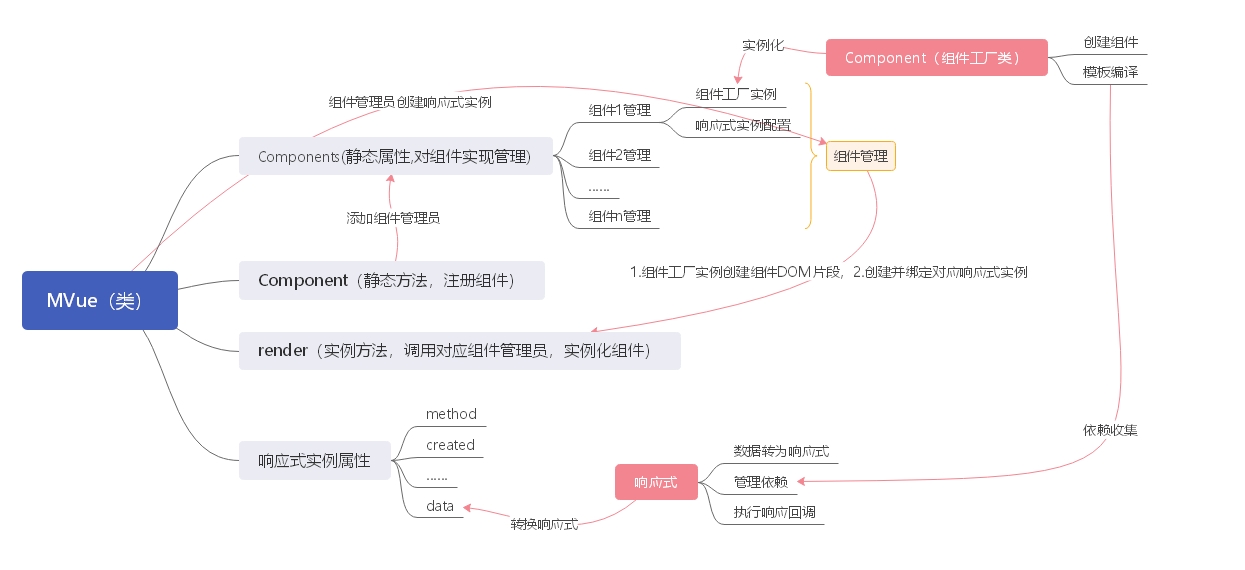 实例化
Component（组件工厂类）
创建组件
模板编译
组件管理员创建响应式实例
组件1管理
组件工厂实例
响应式实例配置
Components(静态属性,对组件实现管理)
组件2管理
......
组件n管理
组件管理
添加组件管理员
Component（静态方法，注册组件）
1.组件工厂实例创建组件DOM片段，2.创建并绑定对应响应式实例
MVue（类）
render（实例方法，调用对应组件管理员，实例化组件）
method
created
......
data
响应式实例属性
依赖收集
数据转为响应式
响应式
管理依赖
执行响应回调
转换响应式